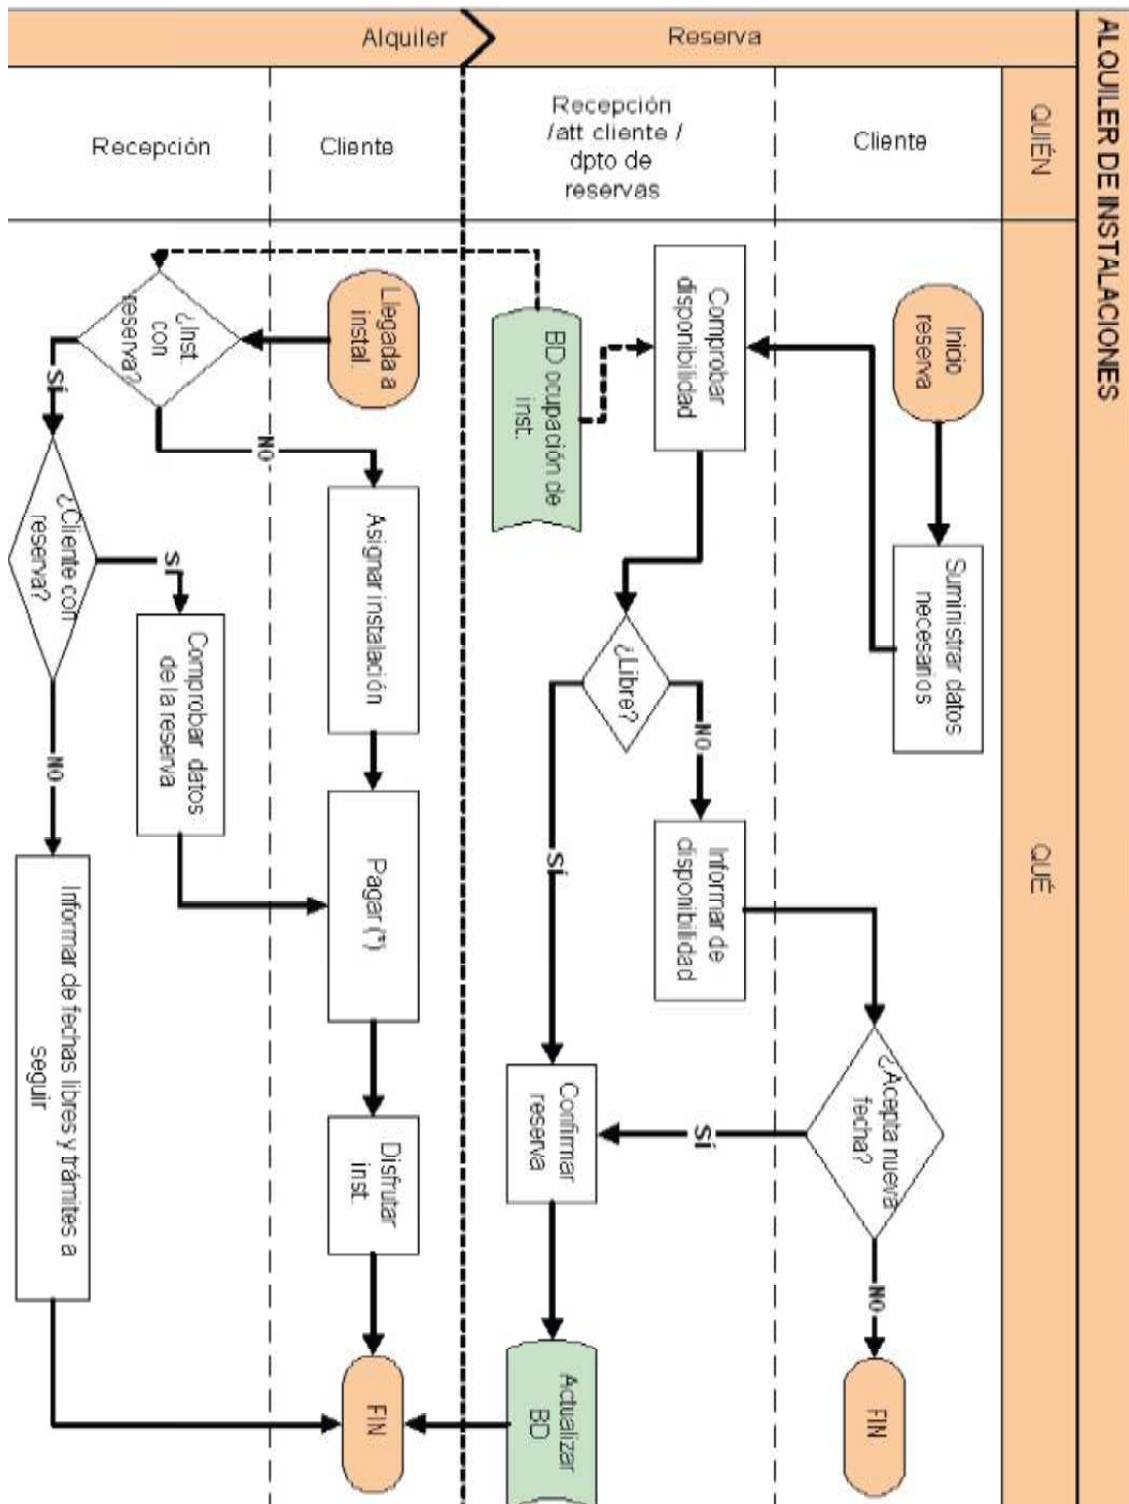 ALQUILER DE INSTALACIONES
QUIÉN
QUÉ
Reserva
Cliente
Inicio
reserva
Suministrar datos
necesarios
¿Acepta nueva
fecha?
NO
FIN
SÍ
Recepción
/att cliente /
dpto de
reservas
Comprobar
disponibilidad
BD ocupación de
inst.
¿Libre?
NO
Informar de
disponibilidad
SÍ
Confirmar
reserva
Actualizar
BD
Alquiler
Cliente
Llegada a
instal.
Asignar instalación
Pagar (*)
Disfrutar
inst.
FIN
Recepción
¿Inst.
con
reserva?
NO
SÍ
¿Cliente con
reserva?
SÍ
Comprobar datos
de la reserva
NO
Informar de fechas libres y trámites a
seguir